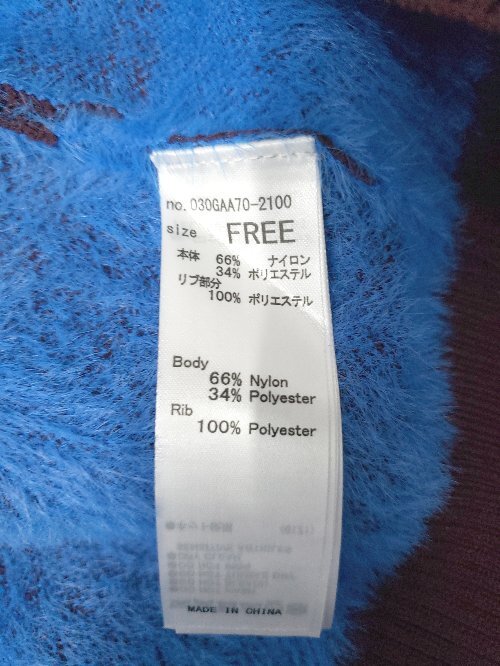 no.030GAA70-2100
size FREE
本体 66% ナイロン
34% ポリエステル
リブ部分
100% ポリエステル
Body
66% Nylon
34% Polyester
Rib
100% Polyester
MADE IN CHINA